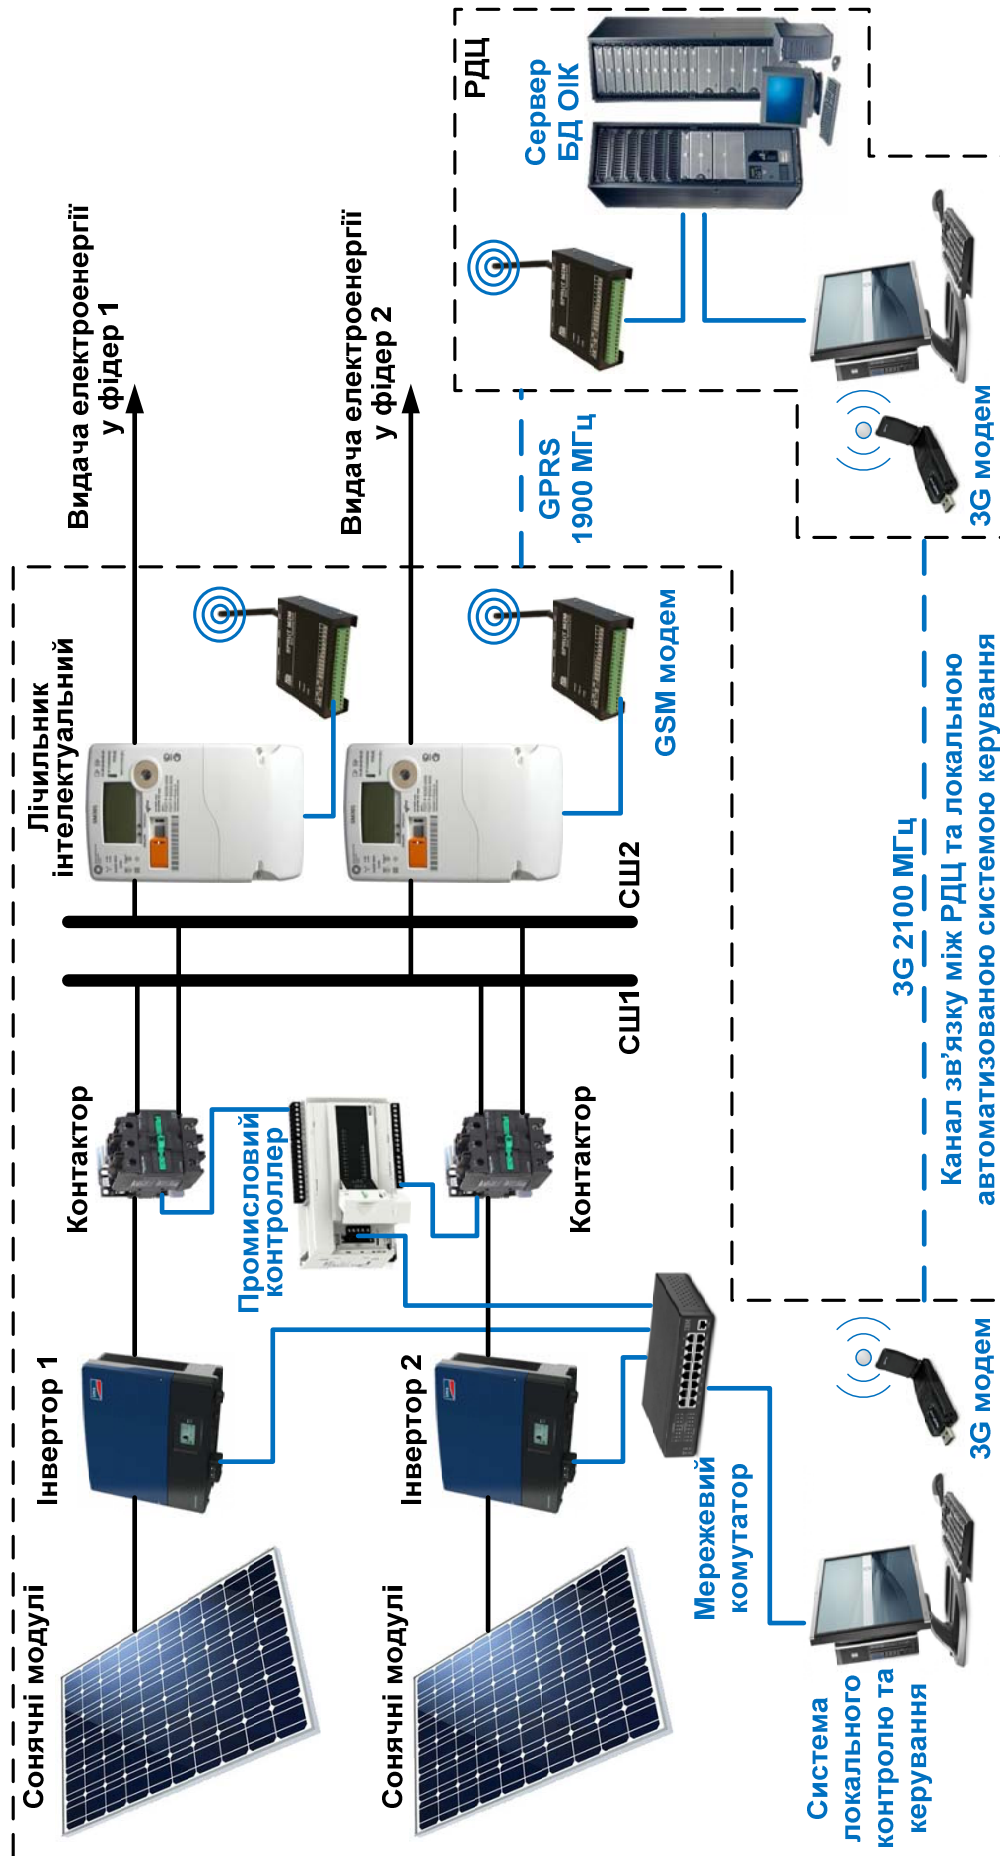 Сонячні модулі
Інвертор 1
Контактор
Лічильник
інтелектуальний
Видача електроенергії
у фідер 1
Промисловий
контроллер
Сонячні модулі
Інвертор 2
Контактор
СШ1
СШ2
GSM модем
Видача електроенергії
у фідер 2
GPRS
1900 МГц
РДЦ
Сервер
БД ОІК
Мережевий
комутатор
Система
локального
контролю та
керування
3G модем
3G 2100 МГц
Канал зв’язку між РДЦ та локальною
автоматизованою системою керування
3G модем